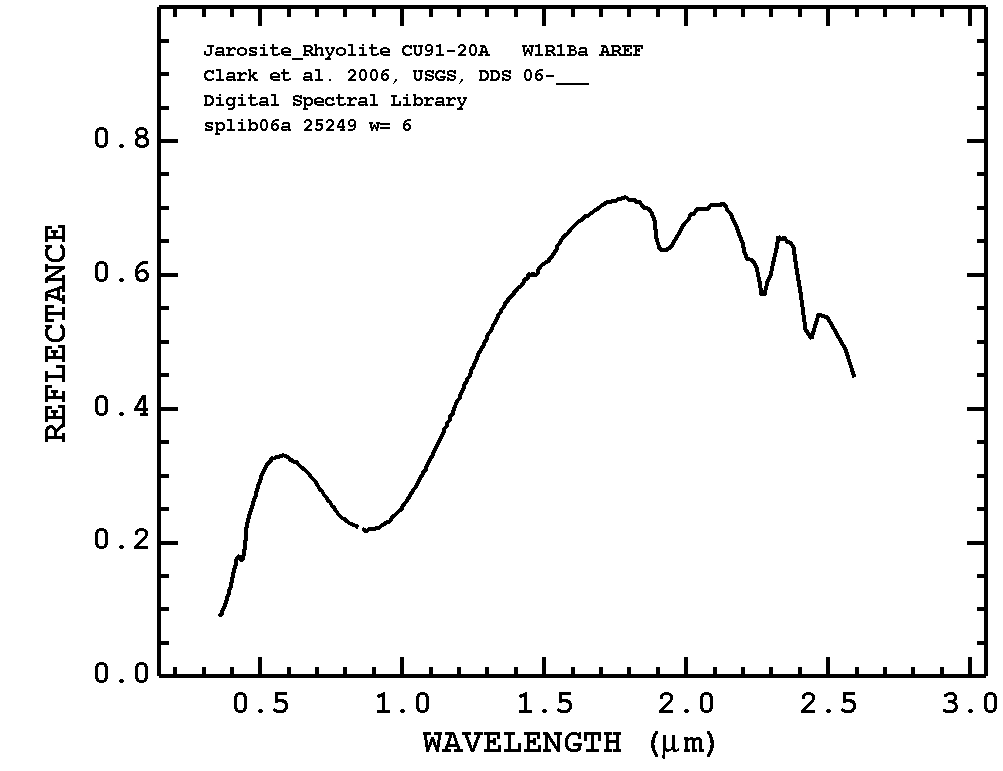 Jarosite_Rhyolite CU91-20A W1R1Ba AREF
Clark et al. 2006, USGS, DDS 06-___
Digital Spectral Library
splib06a 25249 w= 6
0.8
0.6
0.4
0.2
0.0
REFLECTANCE
0.5 1.0 1.5 2.0 2.5 3.0
WAVELENGTH (μm)